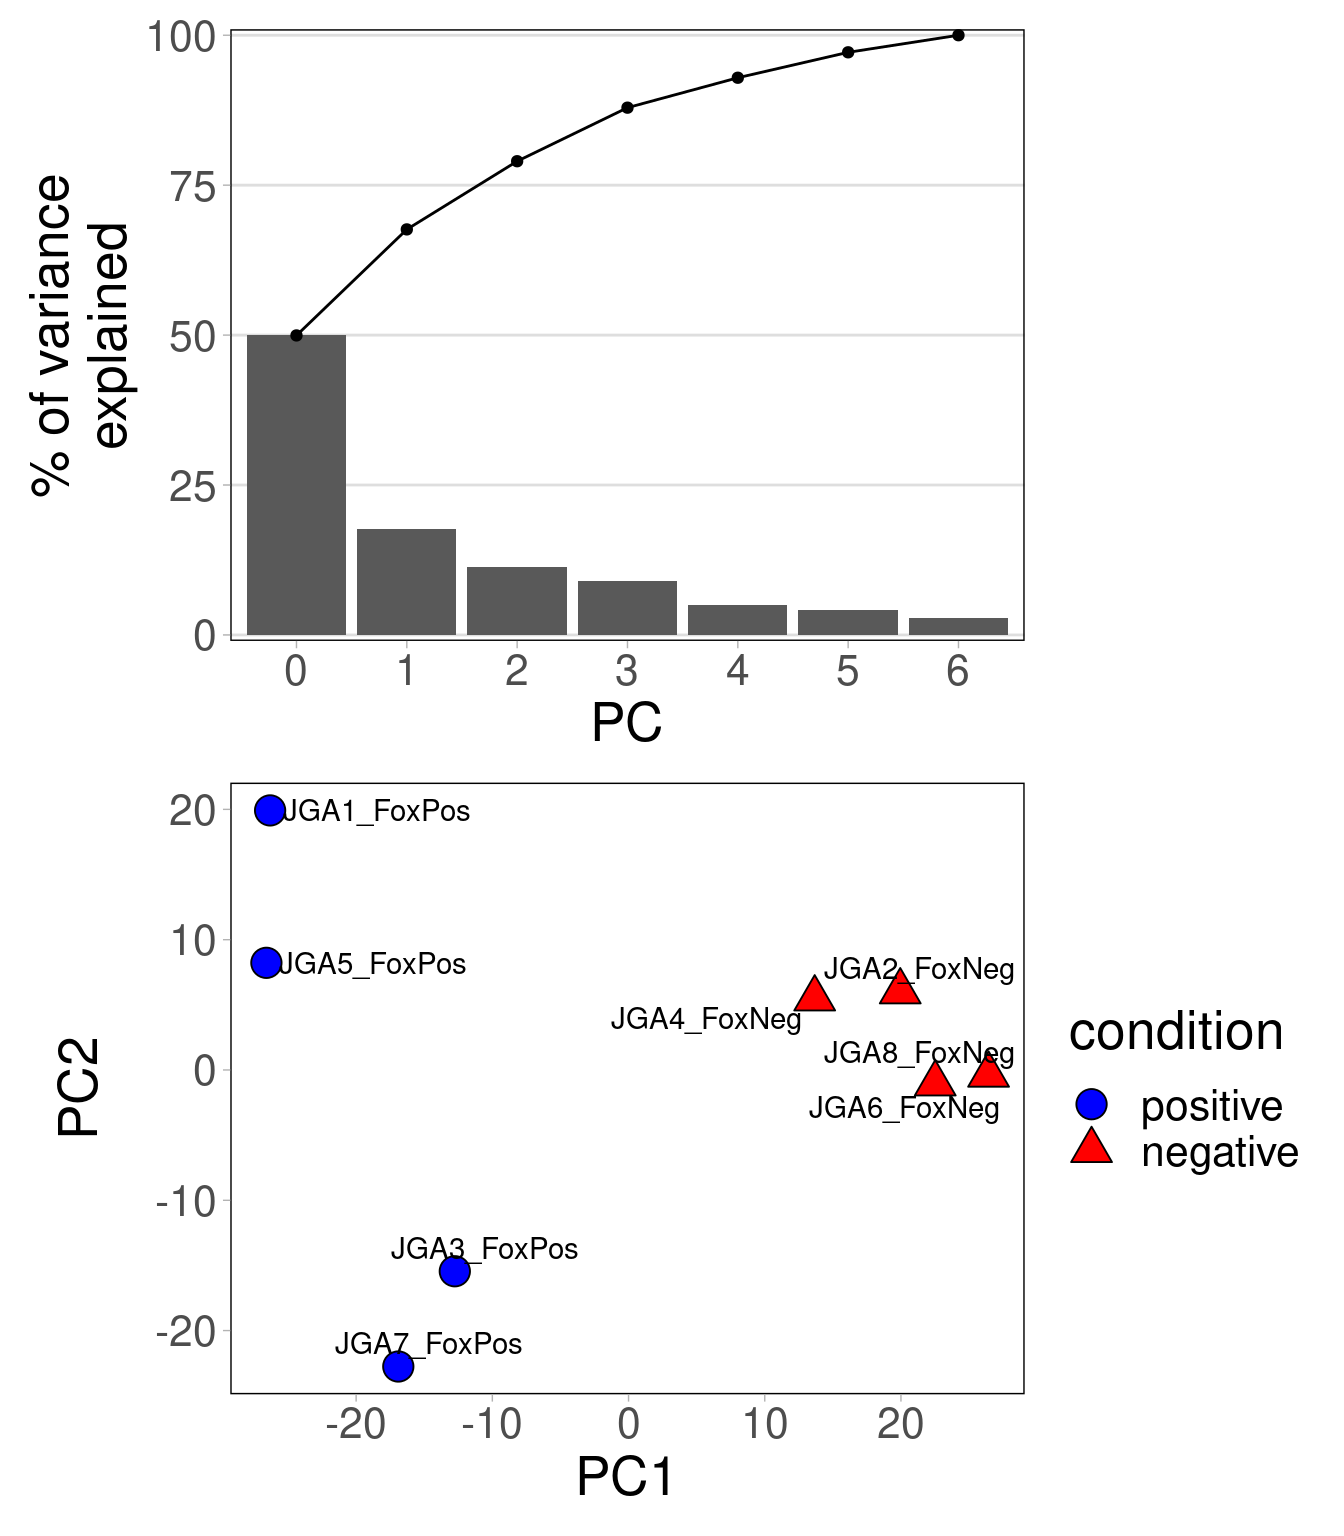 % of variance
explained
100
75
50
25
0
0 1 2 3 4 5 6
PC
PC2
20
10
0
-10
-20
JGA1_FoxPos
JGA5_FoxPos
JGA2_FoxNeg
JGA4_FoxNeg
JGA8_FoxNeg
JGA6_FoxNeg
JGA3_FoxPos
JGA7_FoxPos
-20 -10 0 10 20
PC1
condition
positive
negative